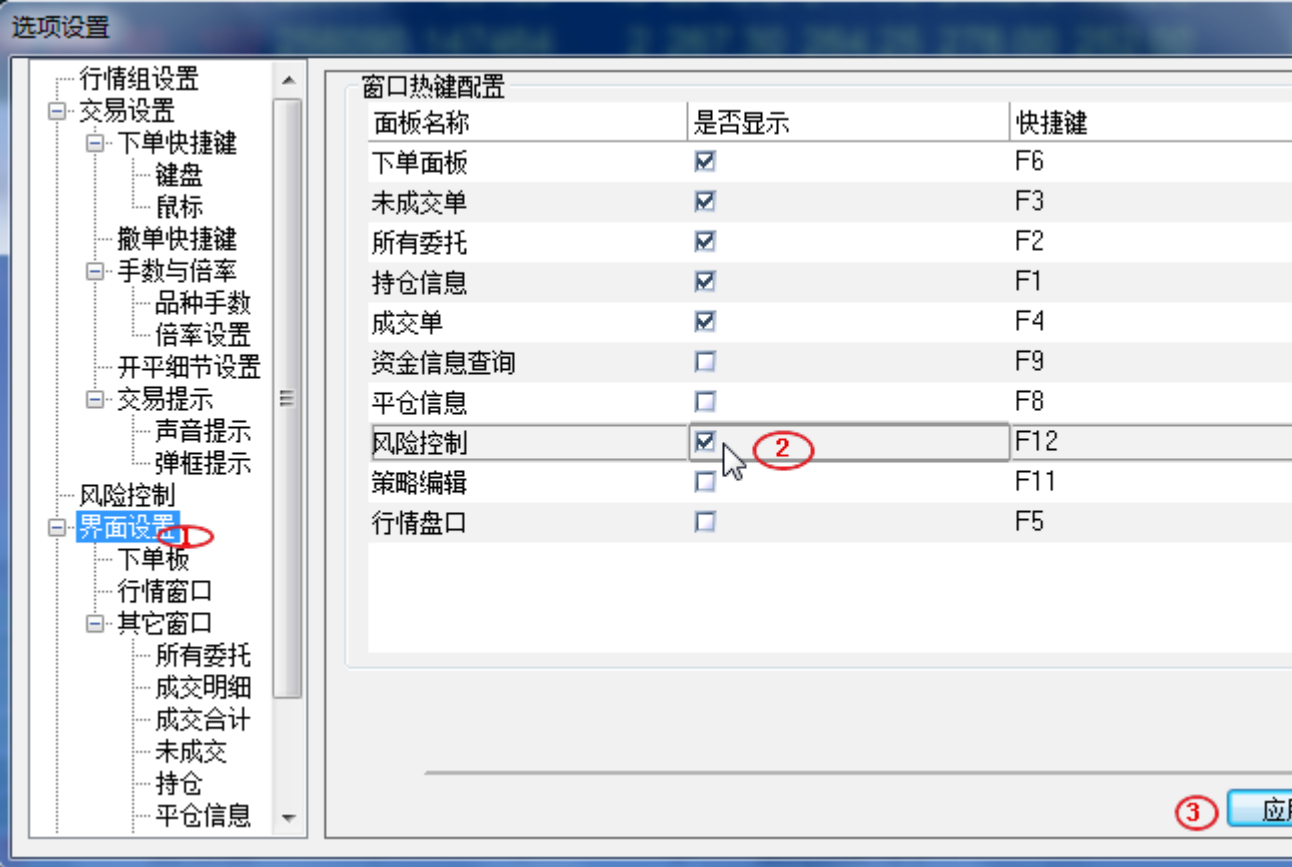 选项设置
行情组设置
交易设置
下单快捷键
键盘
鼠标
撤单快捷键
手数与倍率
品种手数
倍率设置
开平细节设置
交易提示
声音提示
弹框提示
风险控制
界面设置
1
下单板
行情窗口
其它窗口
所有委托
成交明细
成交合计
未成交
持仓
平仓信息
窗口热键配置
面板名称 是否显示 快捷键
下单面板 F6
未成交单 F3
所有委托 F2
持仓信息 F1
成交单 F4
资金信息查询 F9
平仓信息 F8
风险控制 2 F12
策略编辑 F11
行情盘口 F5
3 应